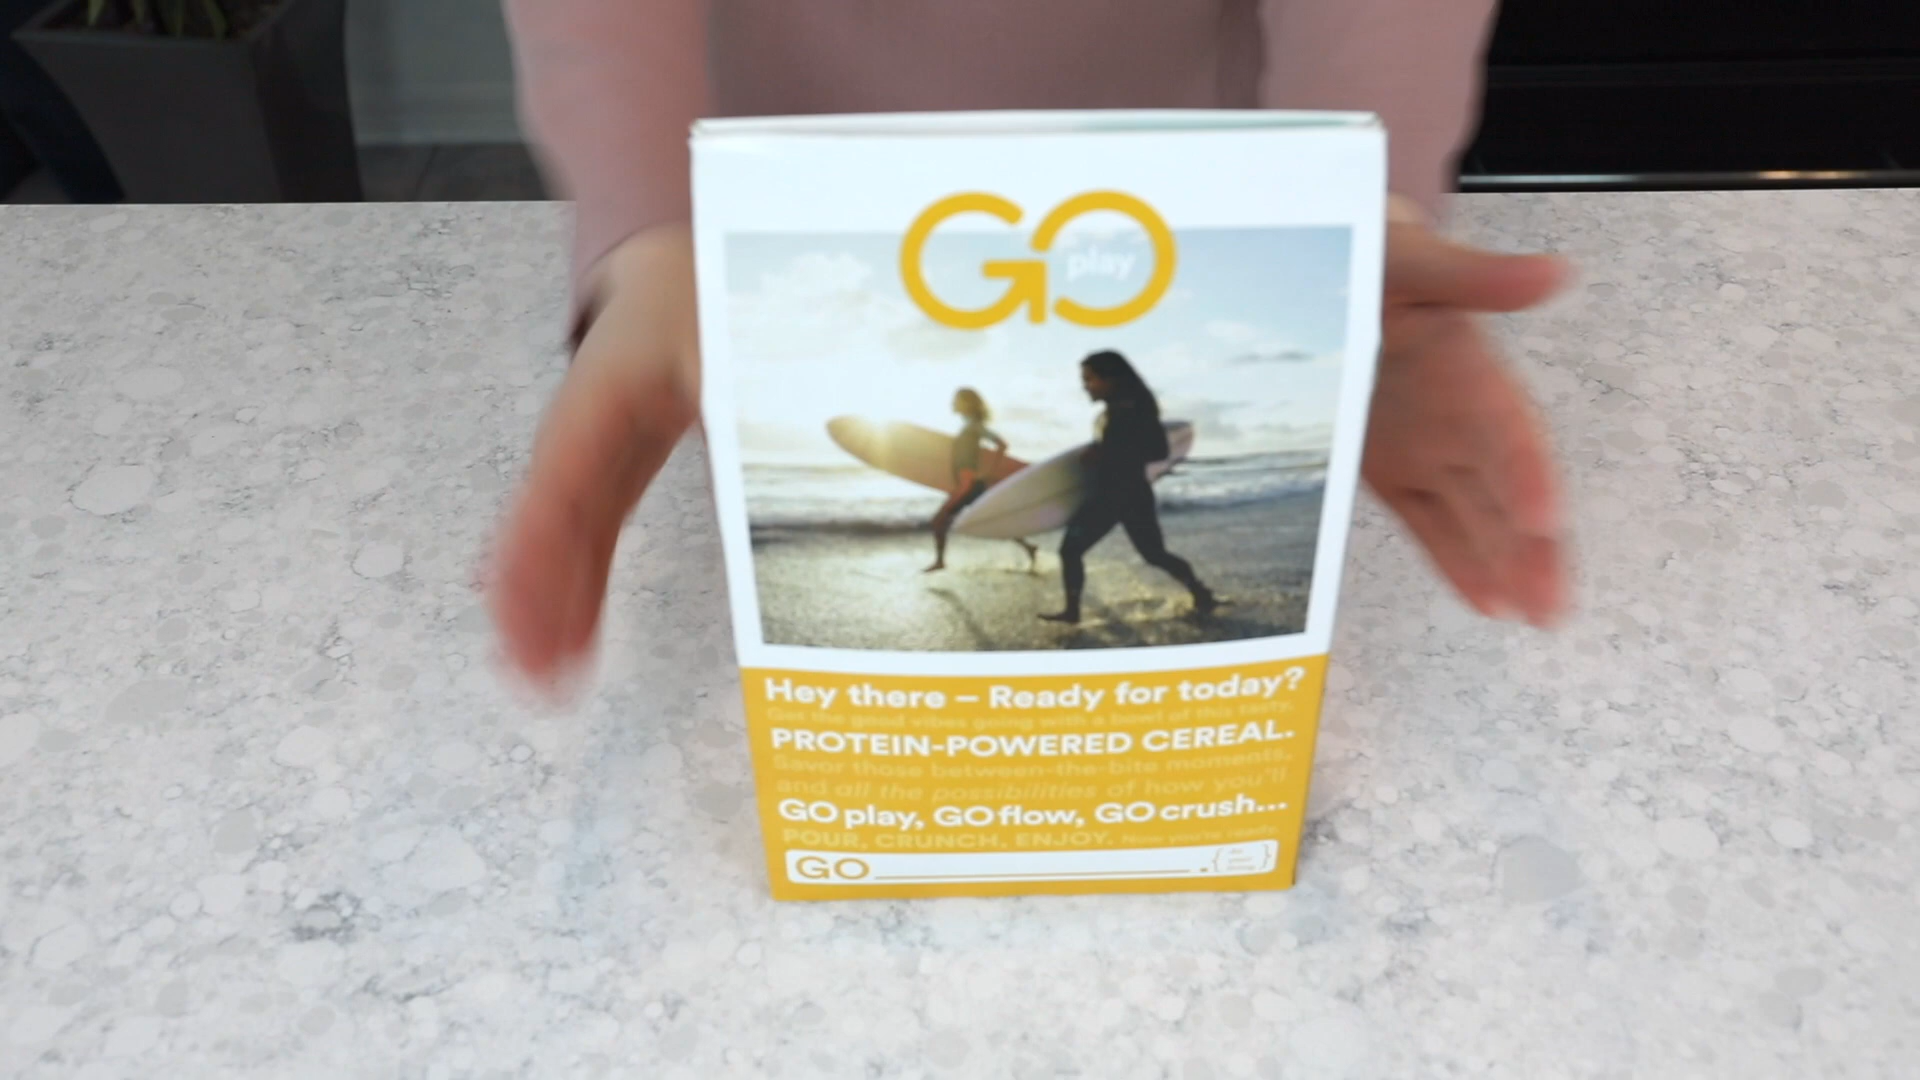 GO
play
Hey there – Ready for today?
Get the good vibes going with a bowl of this tasty,
PROTEIN-POWERED CEREAL.
Savor those between-the-bite moments,
and all the possibilities of how you'll
GO play, GO flow, GO crush...
POUR, CRUNCH, ENJOY. Now you're ready.
GO